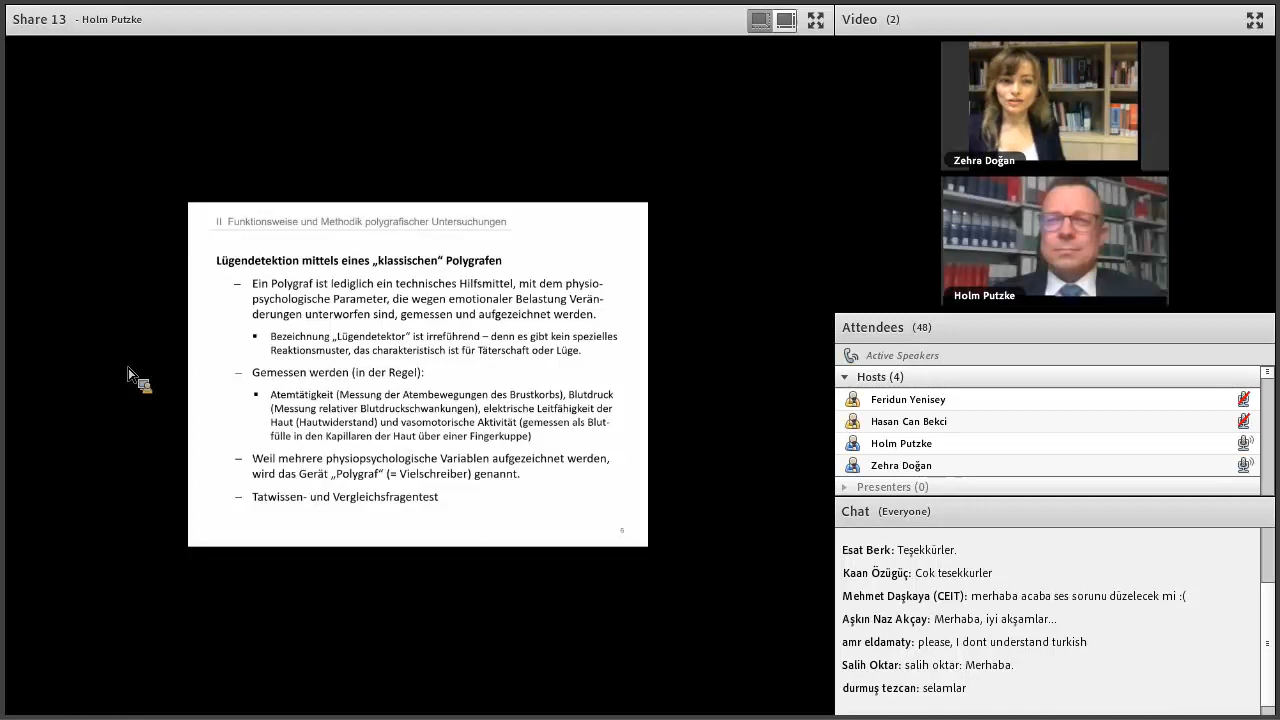 Share 13 - Holm Putzke
II Funktionsweise und Methodik polygrafischer Untersuchungen
Lügendetektion mittels eines „klassischen“ Polygrafen
– Ein Polygraf ist lediglich ein technisches Hilfsmittel, mit dem physio-
psychologische Parameter, die wegen emotionaler Belastung Verän-
derungen unterworfen sind, gemessen und aufgezeichnet werden.
▪ Bezeichnung „Lügendetektor“ ist irreführend – denn es gibt kein spezielles
Reaktionsmuster, das charakteristisch ist für Täterschaft oder Lüge.
– Gemessen werden (in der Regel):
▪ Atemtätigkeit (Messung der Atembewegungen des Brustkorbs), Blutdruck
(Messung relativer Blutdruckschwankungen), elektrische Leitfähigkeit der
Haut (Hautwiderstand) und vasomotorische Aktivität (gemessen als Blut-
fülle in den Kapillaren der Haut über einer Fingerkuppe)
– Weil mehrere physiopsychologische Variablen aufgezeichnet werden,
wird das Gerät „Polygraf“ (= Vielschreiber) genannt.
– Tatwissen- und Vergleichsfragentest
6
Video (2)
Zehra Doğan
Holm Putzke
Attendees (48)
Active Speakers
Hosts (4)
Feridun Yenisey
Hasan Can Bekci
Holm Putzke
Zehra Doğan
Presenters (0)
Chat (Everyone)
Esat Berk: Teşekkürler.
Kaan Özügüç: Cok tesekkurler
Mehmet Daşkaya (CEIT): merhaba acaba ses sorunu düzelecek mi :(
Aşkın Naz Akçay: Merhaba, iyi akşamlar...
amr eldamaty: please, I dont understand turkish
Salih Oktar: salih oktar: Merhaba.
durmuş tezcan: selamlar